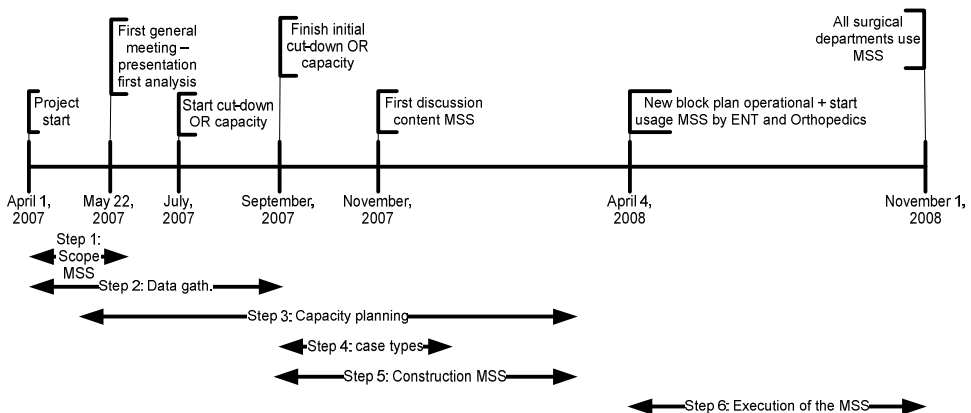 First general
meeting –
presentation
first analysis
Finish initial
cut-down OR
capacity
All surgical
departments use
MSS
Project
start
Start cut-down
OR capacity
First discussion
content MSS
New block plan operational + start
usage MSS by ENT and Orthopedics
April 1,
2007
May 22,
2007
July,
2007
September,
2007
November,
2007
April 4,
2008
November 1,
2008
Step 1:
Scope
MSS
Step 2: Data gath.
Step 3: Capacity planning
Step 4: case types
Step 5: Construction MSS
Step 6: Execution of the MSS